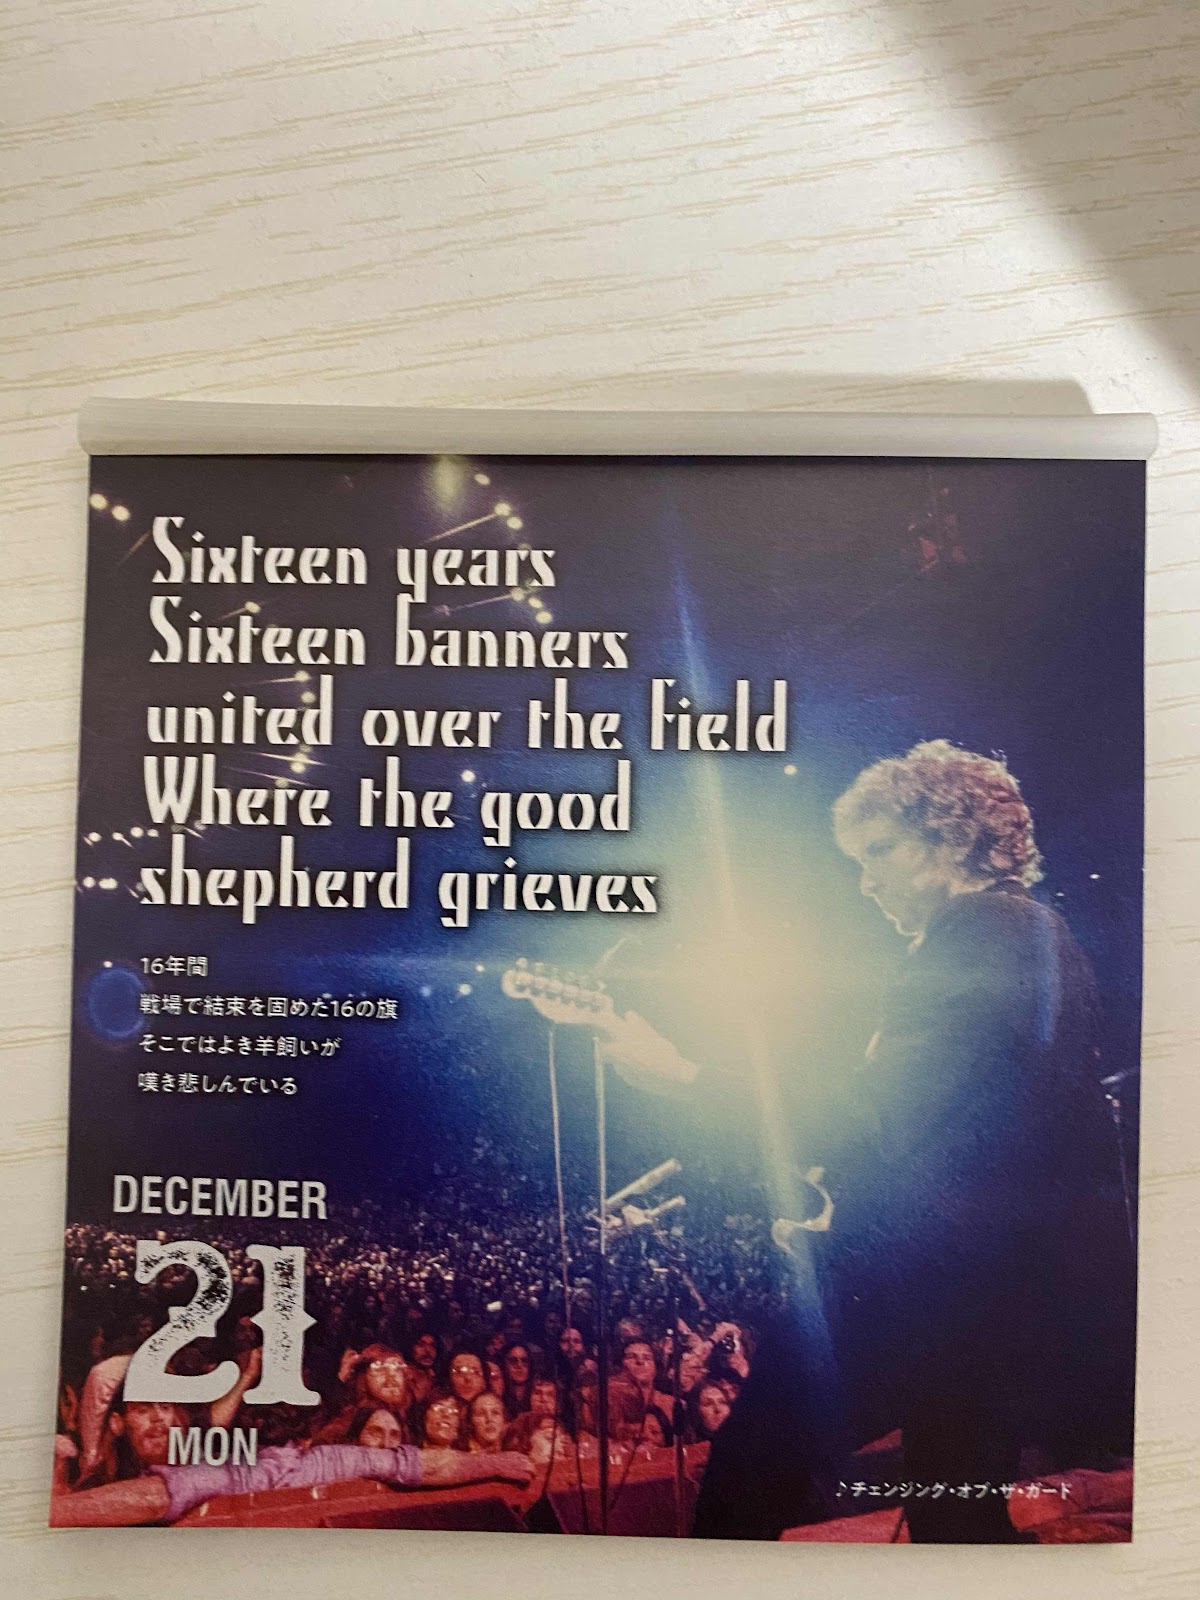 Sixteen years
Sixteen banners
united over the field
Where the good
shepherd grieves
16年間
戦場で結束を固めた16の旗
そこではよき羊飼いが
嘆き悲しんでいる
DECEMBER
21
MON
♪チェンジング・オブ・ザ・ガード